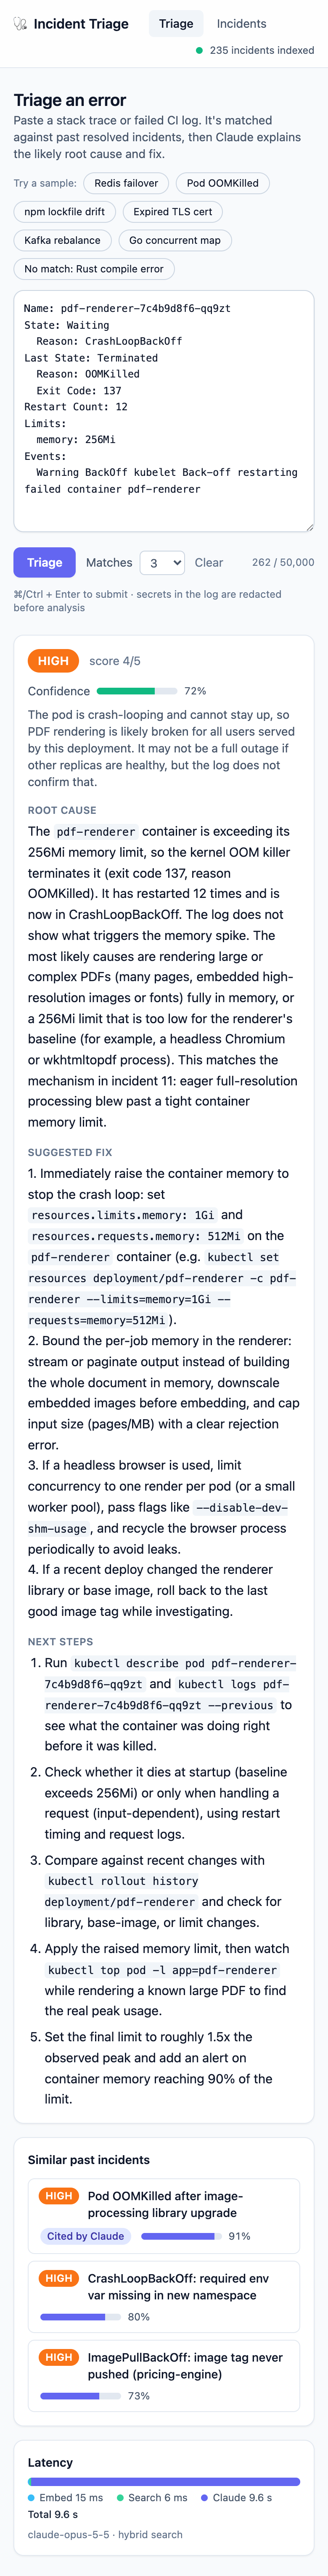 Incident Triage
Triage
Incidents
235 incidents indexed
Triage an error
Paste a stack trace or failed CI log. It's matched
against past resolved incidents, then Claude explains
the likely root cause and fix.
Try a sample:
Redis failover
Pod OOMKilled
npm lockfile drift
Expired TLS cert
Kafka rebalance
Go concurrent map
No match: Rust compile error
Name: pdf-renderer-7c4b9d8f6-qq9zt
State: Waiting
Reason: CrashLoopBackOff
Last State: Terminated
Reason: OOMKilled
Exit Code: 137
Restart Count: 12
Limits:
memory: 256Mi
Events:
Warning BackOff kubelet Back-off restarting
failed container pdf-renderer
Triage
Matches
3
Clear
262 / 50,000
⌘/Ctrl + Enter to submit · secrets in the log are redacted
before analysis
HIGH
score 4/5
Confidence
72%
The pod is crash-looping and cannot stay up, so
PDF rendering is likely broken for all users served
by this deployment. It may not be a full outage if
other replicas are healthy, but the log does not
confirm that.
ROOT CAUSE
The pdf-renderer container is exceeding its
256Mi memory limit, so the kernel OOM killer
terminates it (exit code 137, reason
OOMKilled). It has restarted 12 times and is
now in CrashLoopBackOff. The log does not
show what triggers the memory spike. The
most likely causes are rendering large or
complex PDFs (many pages, embedded high-
resolution images or fonts) fully in memory, or
a 256Mi limit that is too low for the renderer's
baseline (for example, a headless Chromium
or wkhtmltopdf process). This matches the
mechanism in incident 11: eager full-resolution
processing blew past a tight container
memory limit.
SUGGESTED FIX
1. Immediately raise the container memory to
stop the crash loop: set
resources.limits.memory: 1Gi and
resources.requests.memory: 512Mi on the
pdf-renderer container (e.g. kubectl set
resources deployment/pdf-renderer -c pdf-
renderer --limits=memory=1Gi --
requests=memory=512Mi ).
2. Bound the per-job memory in the renderer:
stream or paginate output instead of building
the whole document in memory, downscale
embedded images before embedding, and cap
input size (pages/MB) with a clear rejection
error.
3. If a headless browser is used, limit
concurrency to one render per pod (or a small
worker pool), pass flags like --disable-dev-
shm-usage , and recycle the browser process
periodically to avoid leaks.
4. If a recent deploy changed the renderer
library or base image, roll back to the last
good image tag while investigating.
NEXT STEPS
1. Run kubectl describe pod pdf-renderer-
7c4b9d8f6-qq9zt and kubectl logs pdf-
renderer-7c4b9d8f6-qq9zt --previous to
see what the container was doing right
before it was killed.
2. Check whether it dies at startup (baseline
exceeds 256Mi) or only when handling a
request (input-dependent), using restart
timing and request logs.
3. Compare against recent changes with
kubectl rollout history
deployment/pdf-renderer and check for
library, base-image, or limit changes.
4. Apply the raised memory limit, then watch
kubectl top pod -l app=pdf-renderer
while rendering a known large PDF to find
the real peak usage.
5. Set the final limit to roughly 1.5x the
observed peak and add an alert on
container memory reaching 90% of the
limit.
Similar past incidents
HIGH
Pod OOMKilled after image-
processing library upgrade
Cited by Claude
91%
HIGH
CrashLoopBackOff: required env
var missing in new namespace
80%
HIGH
ImagePullBackOff: image tag never
pushed (pricing-engine)
73%
Latency
Embed 15 ms
Search 6 ms
Claude 9.6 s
Total 9.6 s
claude-opus-5-5 · hybrid search